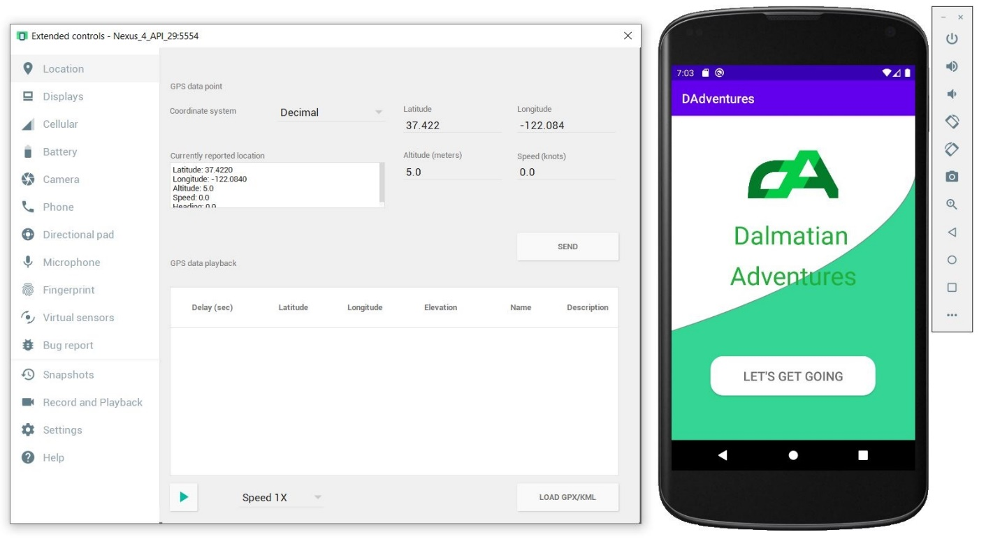 Extended controls - Nexus_4_API_29:5554
Location
Displays
Cellular
Battery
Camera
Phone
Directional pad
Microphone
Fingerprint
Virtual sensors
Bug report
Snapshots
Record and Playback
Settings
Help
GPS data point
Coordinate system
Decimal
Latitude
37.422
Longitude
-122.084
Currently reported location
Latitude: 37.4220
Longitude: -122.0840
Altitude: 5.0
Speed: 0.0
Heading: 0.0
Altitude (meters)
5.0
Speed (knots)
0.0
SEND
GPS data playback
Delay (sec) Latitude Longitude Elevation Name Description
Speed 1X
LOAD GPX/KML
7:03
DAdventures
dA
Dalmatian
Adventures
LET'S GET GOING